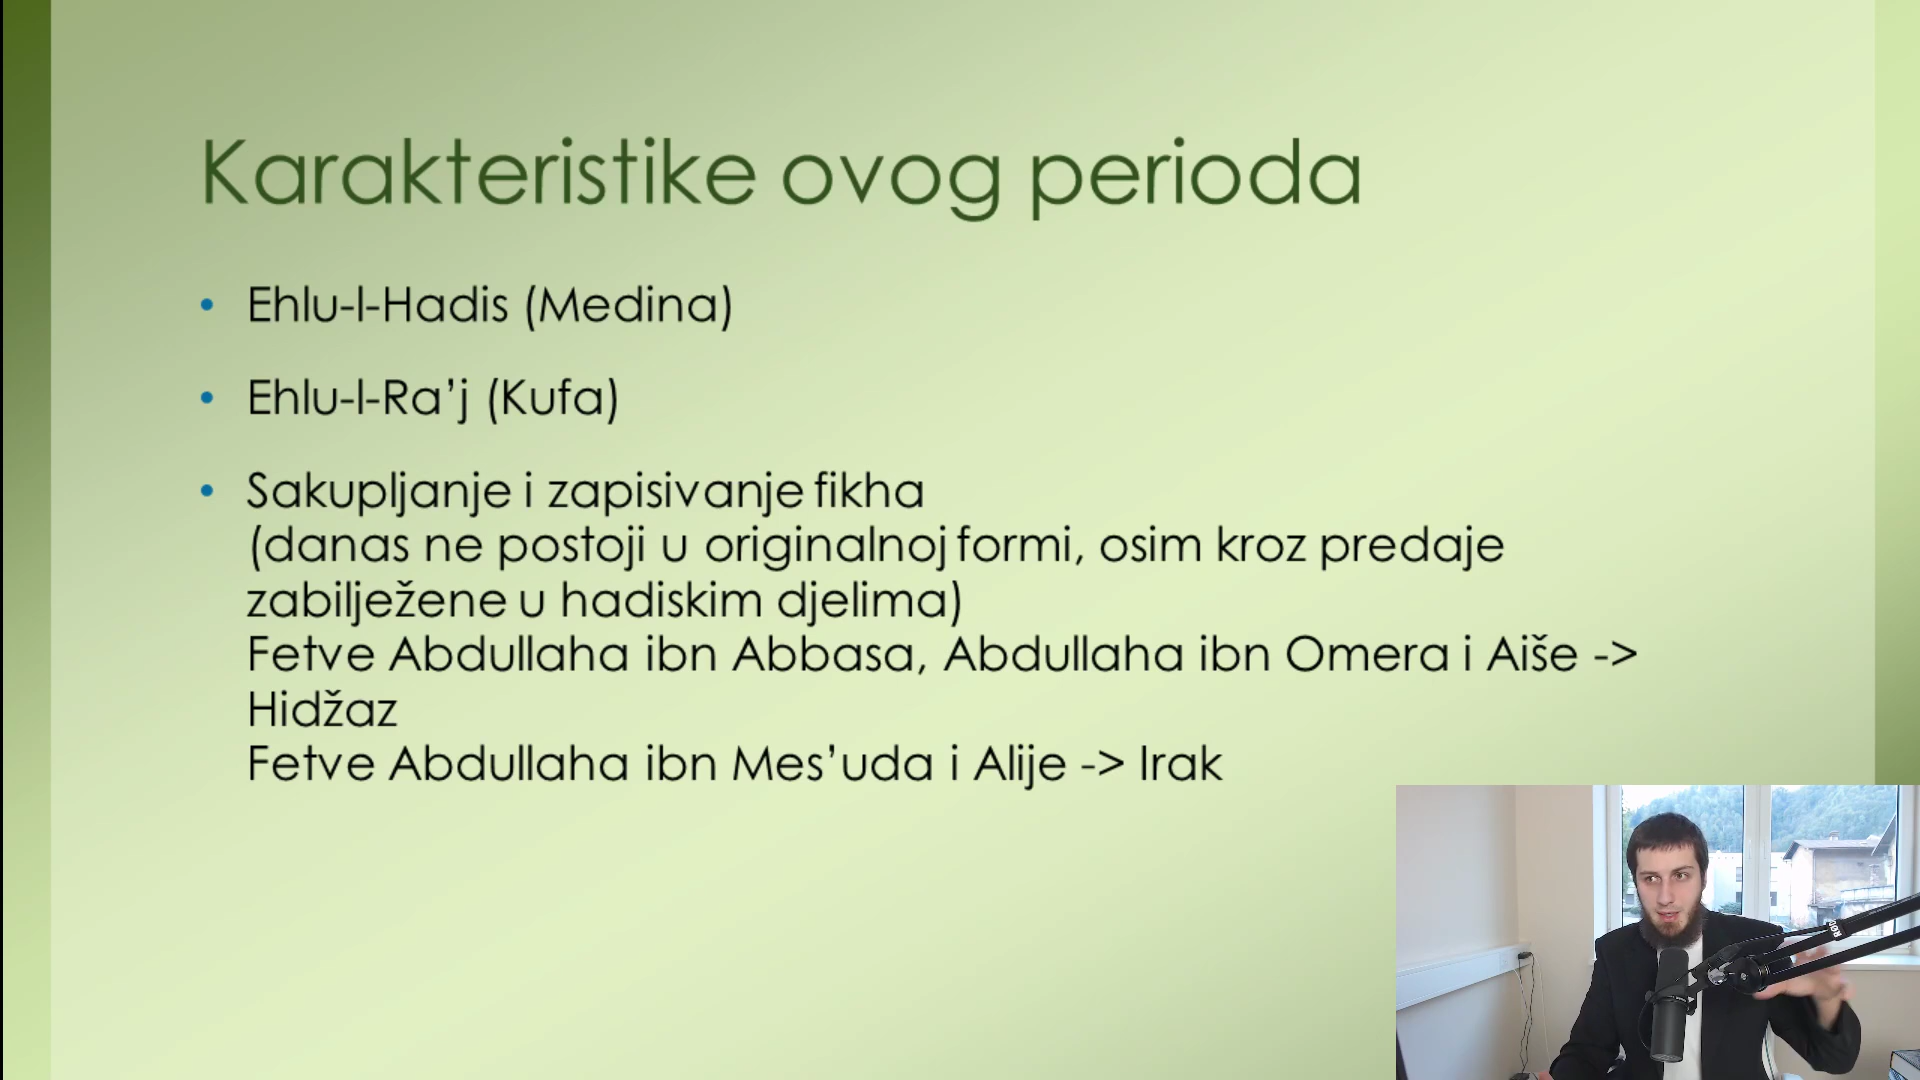 Karakteristike ovog perioda
• Ehlu-l-Hadis (Medina)
• Ehlu-l-Ra’j (Kufa)
• Sakupljanje i zapisivanje fikha
(danas ne postoji u originalnoj formi, osim kroz predaje
zabilježene u hadiskim djelima)
Fetve Abdullaha ibn Abbasa, Abdullaha ibn Omera i Aiše ->
Hidžaz
Fetve Abdullaha ibn Mes’uda i Alije -> Irak